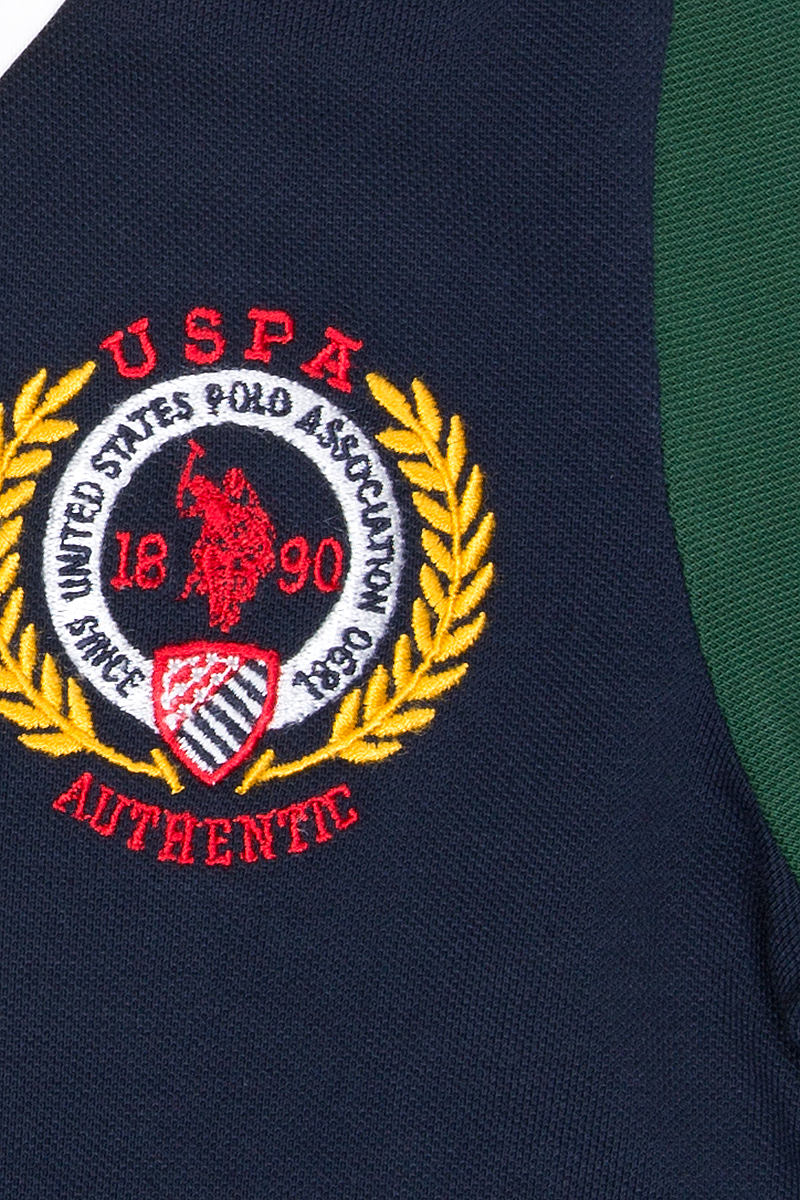 USPA
SINCE UNITED STATES POLO ASSOCIATION 1890
18 90
AUTHENTIC